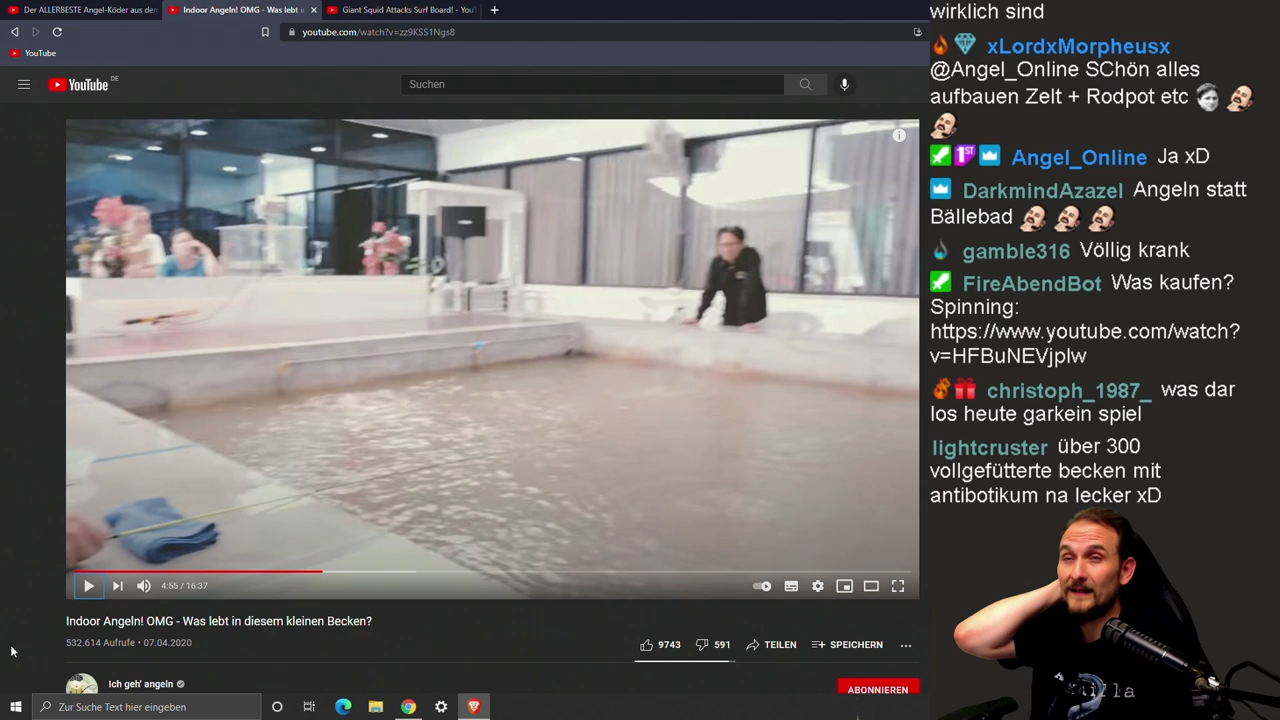 Der ALLERBESTE Angel-Köder aus der
Indoor Angeln! OMG - Was lebt in
Giant Squid Attacks Surf Board! - YouT
youtube.com/watch?v=zz9KSS1Ngs8
YouTube
YouTube DE
Suchen
4:55 / 16:37
Indoor Angeln! OMG - Was lebt in diesem kleinen Becken?
532.614 Aufrufe • 07.04.2020
9743
591
TEILEN
SPEICHERN
Ich geh' angeln
ABONNIEREN
Zur Suche Text hier eingeben
wirklich sind
xLordxMorpheusx
@Angel_Online SChön alles
aufbauen Zelt + Rodpot etc
Angel_Online Ja xD
DarkmindAzazel Angeln statt
Bällebad
gamble316 Völlig krank
FireAbendBot Was kaufen?
Spinning:
https://www.youtube.com/watch?
v=HFBuNEVjplw
christoph_1987_ was dar
los heute garkein spiel
lightcruster über 300
vollgefütterte becken mit
antibotikum na lecker xD